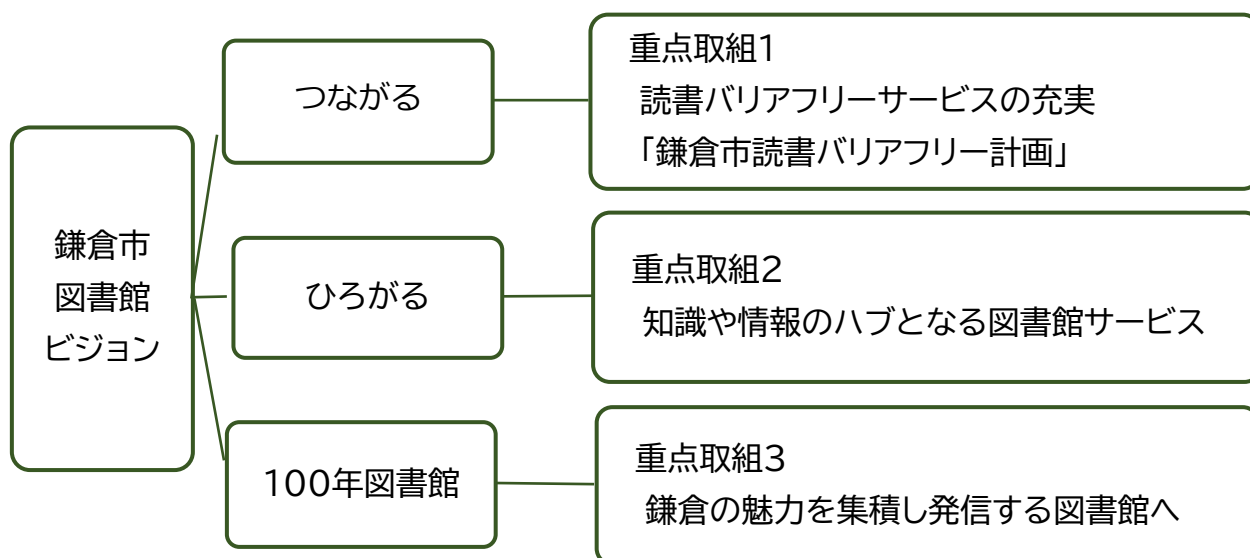 鎌倉市
図書館
ビジョン
つながる
重点取組1
読書バリアフリーサービスの充実
「鎌倉市読書バリアフリー計画」
ひろがる
重点取組2
知識や情報のハブとなる図書館サービス
100年図書館
重点取組3
鎌倉の魅力を集積し発信する図書館へ